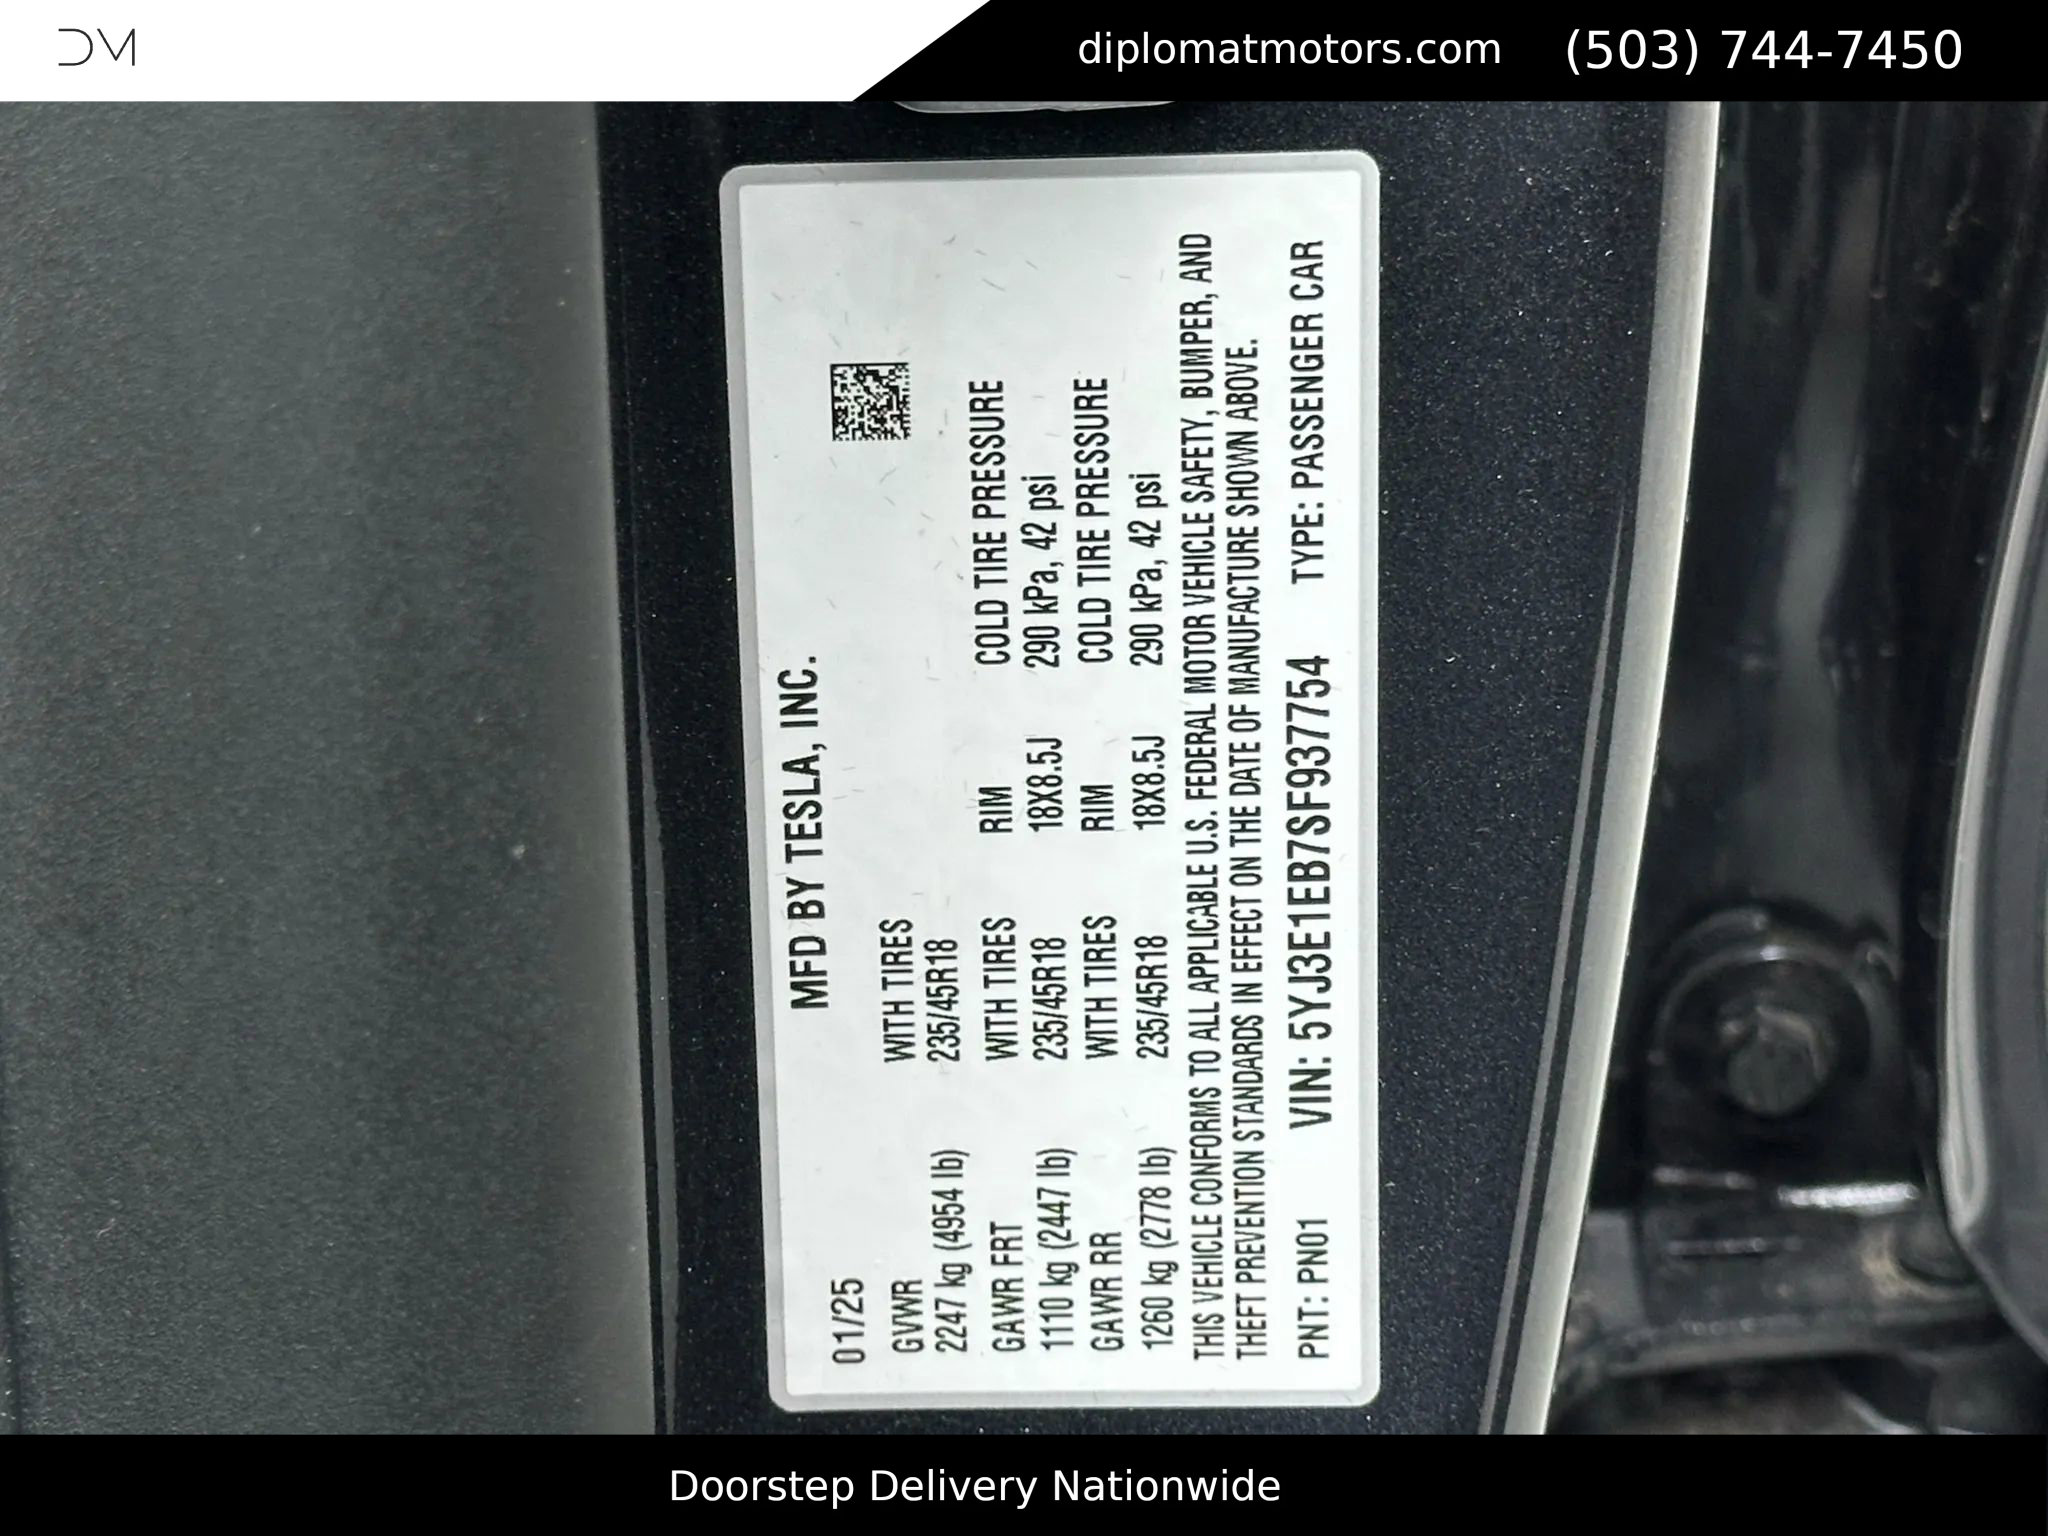 DM
diplomatmotors.com (503) 744-7450
MFD BY TESLA, INC.
01/25
GVWR WITH TIRES
2247 kg (4954 lb) 235/45R18
GAWR FRT WITH TIRES RIM COLD TIRE PRESSURE
1110 kg (2447 lb) 235/45R18 18X8.5J 290 kPa, 42 psi
GAWR RR WITH TIRES RIM COLD TIRE PRESSURE
1260 kg (2778 lb) 235/45R18 18X8.5J 290 kPa, 42 psi
THIS VEHICLE CONFORMS TO ALL APPLICABLE U.S. FEDERAL MOTOR VEHICLE SAFETY, BUMPER, AND
THEFT PREVENTION STANDARDS IN EFFECT ON THE DATE OF MANUFACTURE SHOWN ABOVE.
PNT: PN01 VIN: 5YJ3E1EB7SF937754 TYPE: PASSENGER CAR
Doorstep Delivery Nationwide